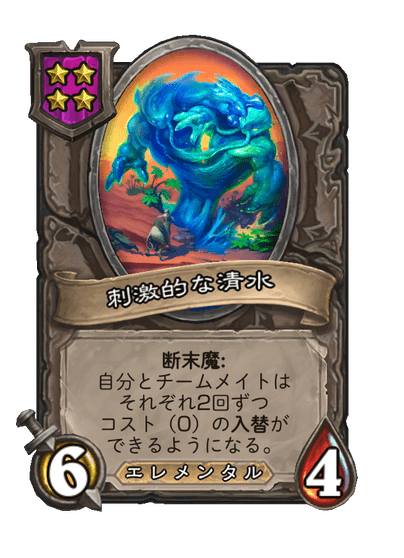 刺激的な清水
断末魔:
自分とチームメイトは
それぞれ2回ずつ
コスト（0）の入替が
できるようになる。
6
エレメンタル
4